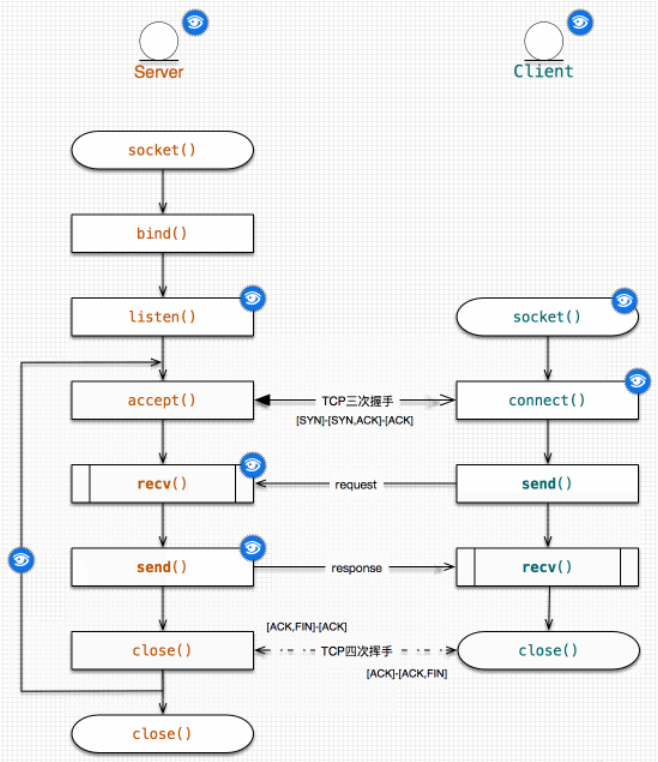 Server
Client
socket()
bind()
listen()
socket()
accept()
TCP三次握手
connect()
[SYN]-[SYN,ACK]-[ACK]
recv()
request
send()
send()
response
recv()
[ACK,FIN]-[ACK]
close()
TCP四次挥手
close()
[ACK]-[ACK,FIN]
close()